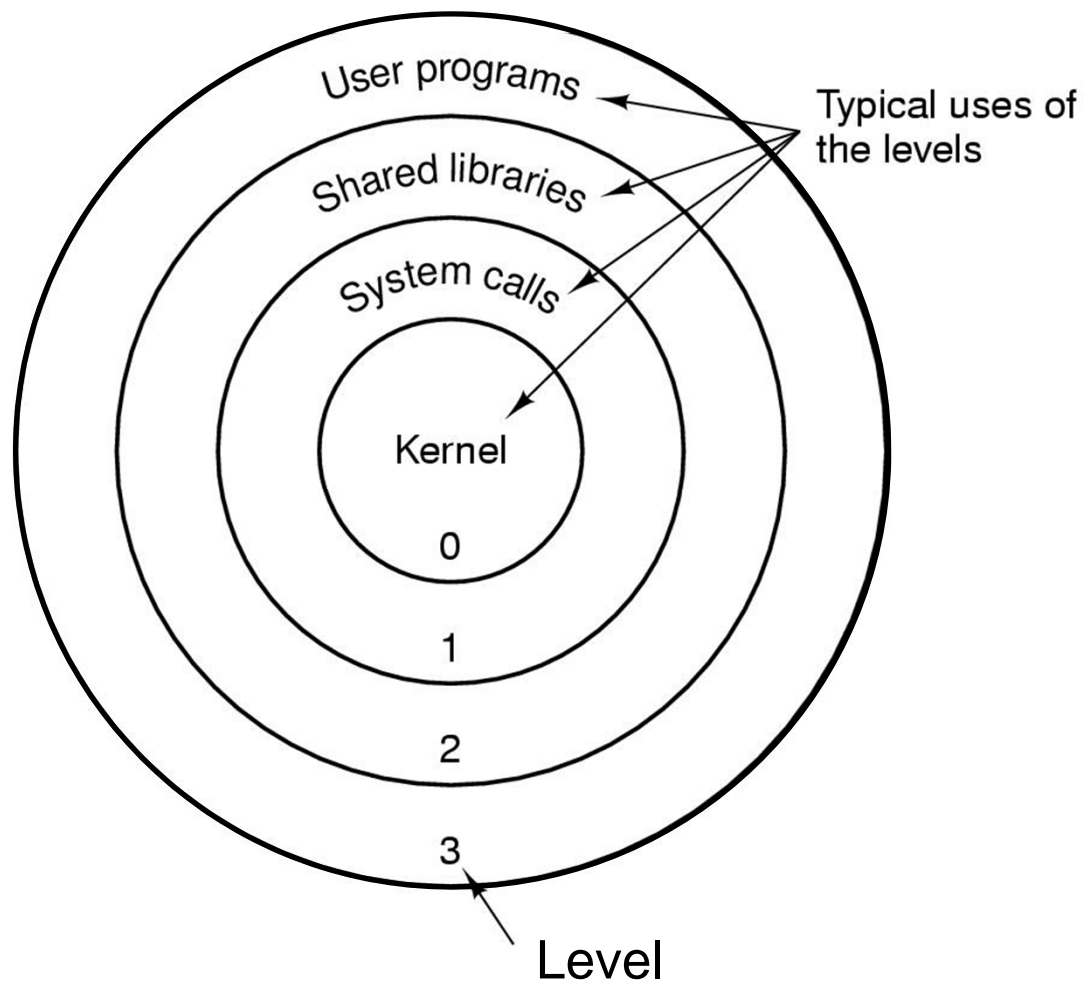 User programs
Typical uses of
the levels
Shared libraries
System calls
Kernel
0
1
2
3
Level